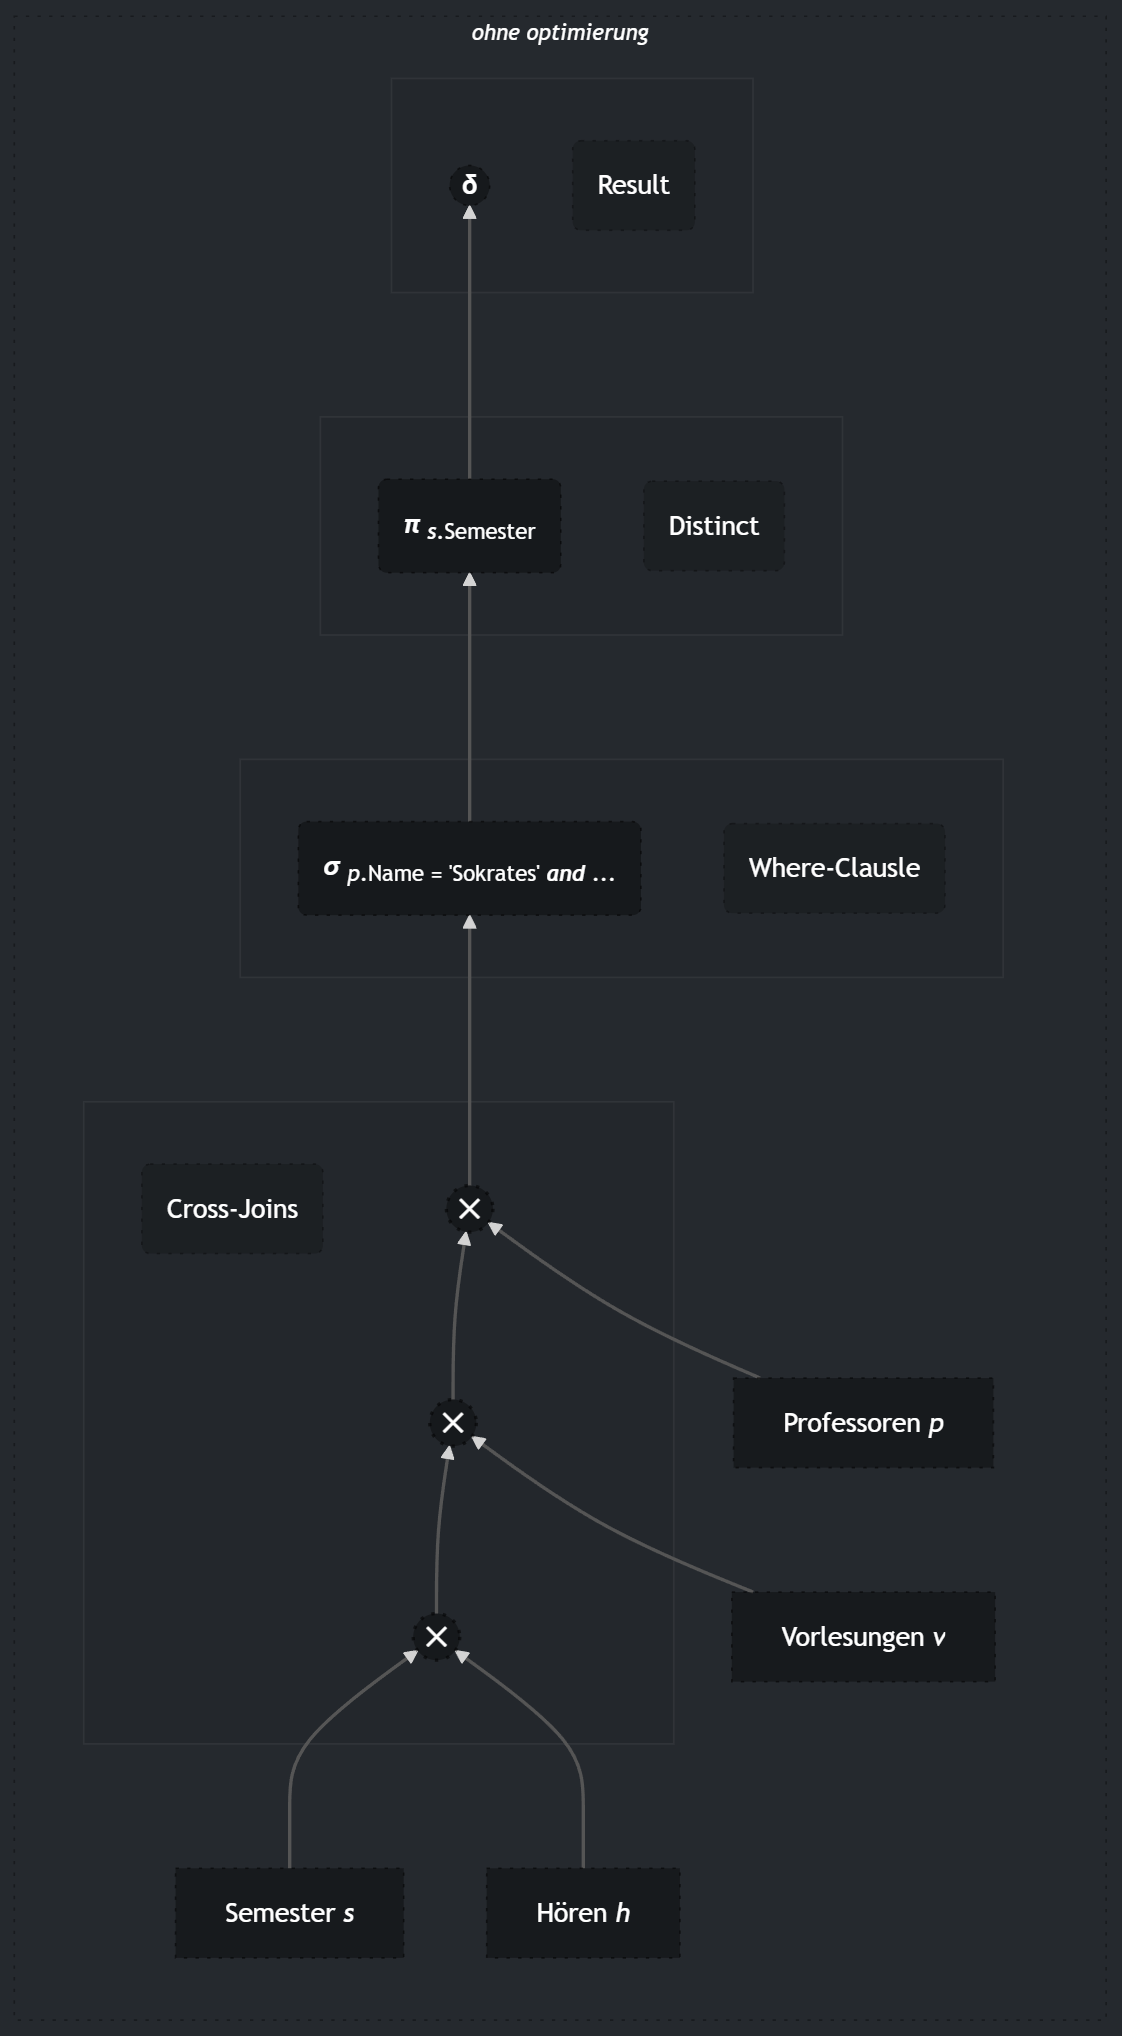 ohne optimierung
δ
Result
π s.Semester
Distinct
σ p.Name = 'Sokrates' and ...
Where-Clausle
Cross-Joins
×
Professoren p
×
Vorlesungen v
×
Semester s
Hören h